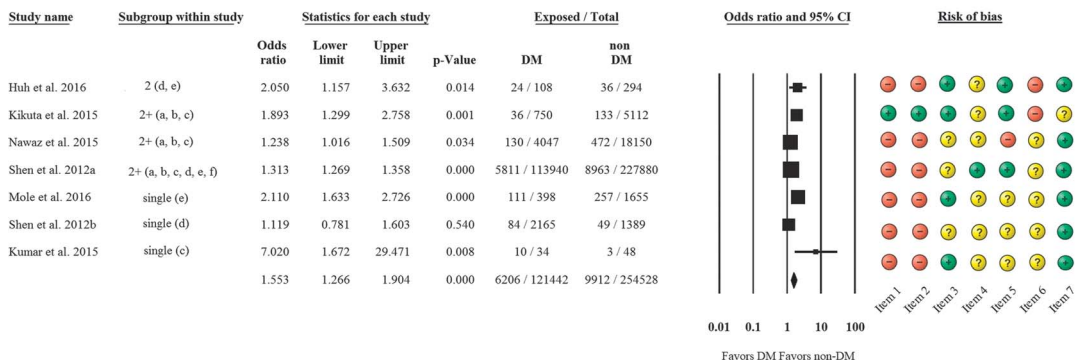 Study name Subgroup within study Statistics for each study Exposed / Total Odds ratio and 95% CI Risk of bias
Odds ratio Lower limit Upper limit p-Value DM non DM
Huh et al. 2016 2 (d, e) 2.050 1.157 3.632 0.014 24 / 108 36 / 294 - - + ? + - +
Kikuta et al. 2015 2+ (a, b, c) 1.893 1.299 2.758 0.001 36 / 750 133 / 5112 + + + ? + - ?
Nawaz et al. 2015 2+ (a, b, c) 1.238 1.016 1.509 0.034 130 / 4047 472 / 18150 - - ? ? - ? +
Shen et al. 2012a 2+ (a, b, c, d, e, f) 1.313 1.269 1.358 0.000 5811 / 113940 8963 / 227880 - - ? + + ? +
Mole et al. 2016 single (e) 2.110 1.633 2.726 0.000 111 / 398 257 / 1655 - - + ? ? ? +
Shen et al. 2012b single (d) 1.119 0.781 1.603 0.540 84 / 2165 49 / 1389 - - ? ? ? ? +
Kumar et al. 2015 single (c) 7.020 1.672 29.471 0.008 10 / 34 3 / 48 - - + ? ? ? +
1.553 1.266 1.904 0.000 6206 / 121442 9912 / 254528
Item 1 Item 2 Item 3 Item 4 Item 5 Item 6 Item 7
0.01 0.1 1 10 100
Favors DM Favors non-DM